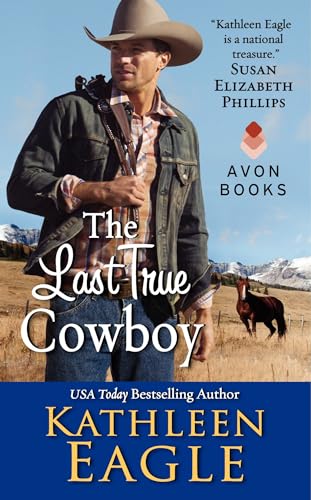 "Kathleen Eagle
is a national
treasure."
SUSAN
ELIZABETH
PHILLIPS
AVON
BOOKS
The
Last True
Cowboy
USA Today Bestselling Author
KATHLEEN
EAGLE